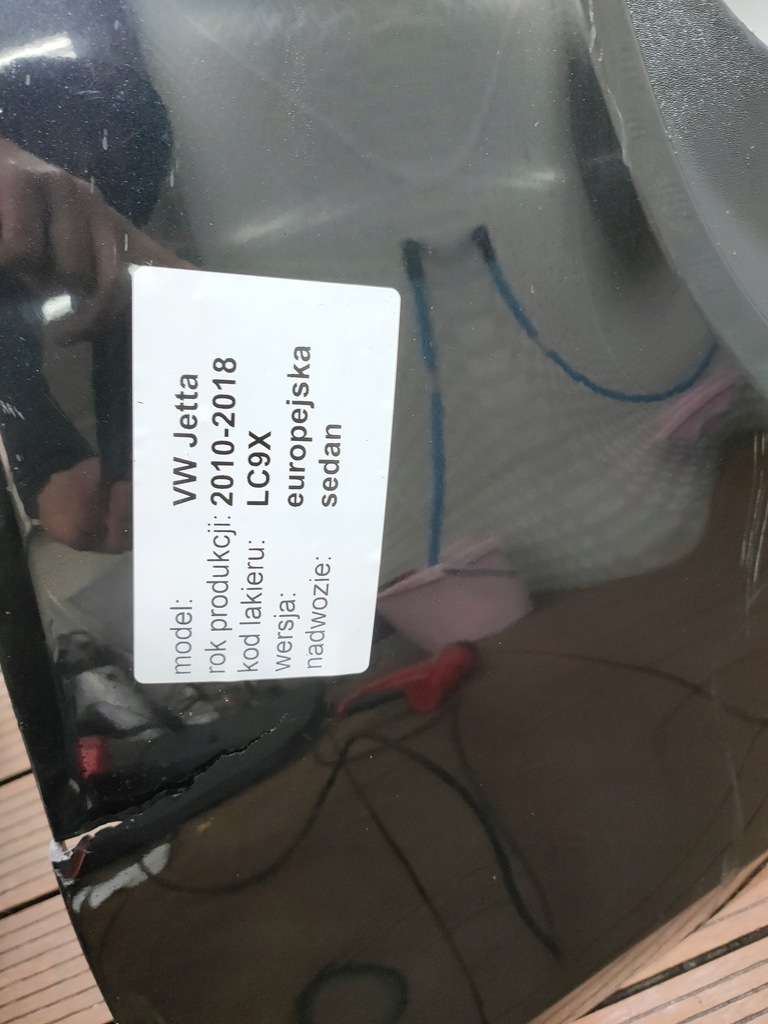 model: VW Jetta
rok produkcji: 2010-2018
kod lakieru: LC9X
wersja: europejska
nadwozie: sedan